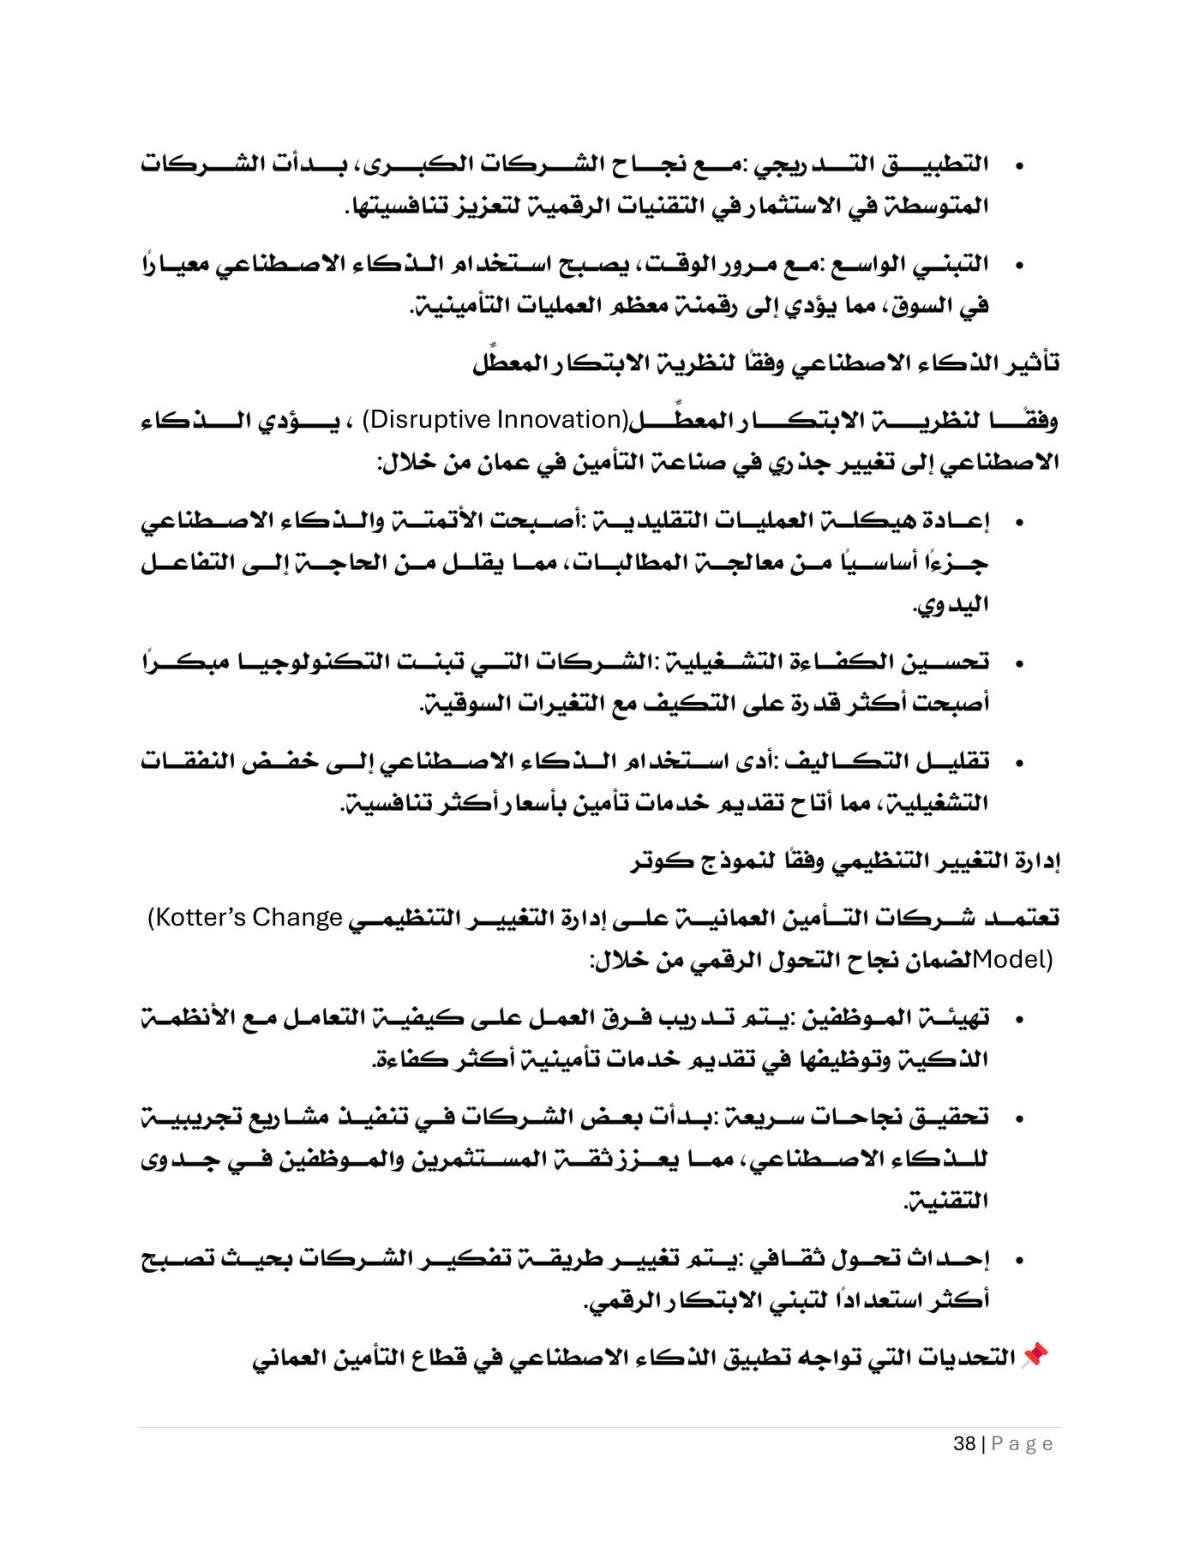 • التطبيق التدريجي :مع نجاح الشركات الكبرى، بدأت الشركات
المتوسطة في الاستثمار في التقنيات الرقمية لتعزيز تنافسيتها.
• التبني الواسع :مع مرور الوقت، يصبح استخدام الذكاء الاصطناعي معيارًا
في السوق، مما يؤدي إلى رقمنة معظم العمليات التأمينية.
تأثير الذكاء الاصطناعي وفقًا لنظرية الابتكار المعطّل
وفقًا لنظرية الابتكار المعطّل(Disruptive Innovation) ، يؤدي الذكاء
الاصطناعي إلى تغيير جذري في صناعة التأمين في عمان من خلال:
• إعادة هيكلة العمليات التقليدية :أصبحت الأتمتة والذكاء الاصطناعي
جزءًا أساسيًا من معالجة المطالبات، مما يقلل من الحاجة إلى التفاعل
اليدوي.
• تحسين الكفاءة التشغيلية :الشركات التي تبنت التكنولوجيا مبكرًا
أصبحت أكثر قدرة على التكيف مع التغيرات السوقية.
• تقليل التكاليف :أدى استخدام الذكاء الاصطناعي إلى خفض النفقات
التشغيلية، مما أتاح تقديم خدمات تأمين بأسعار أكثر تنافسية.
إدارة التغيير التنظيمي وفقًا لنموذج كوتر
تعتمد شركات التأمين العمانية على إدارة التغيير التنظيمي (Kotter’s Change
Model)لضمان نجاح التحول الرقمي من خلال:
• تهيئة الموظفين :يتم تدريب فرق العمل على كيفية التعامل مع الأنظمة
الذكية وتوظيفها في تقديم خدمات تأمينية أكثر كفاءة.
• تحقيق نجاحات سريعة :بدأت بعض الشركات في تنفيذ مشاريع تجريبية
للذكاء الاصطناعي، مما يعزز ثقة المستثمرين والموظفين في جدوى
التقنية.
• إحداث تحول ثقافي :يتم تغيير طريقة تفكير الشركات بحيث تصبح
أكثر استعدادًا لتبني الابتكار الرقمي.
📌 التحديات التي تواجه تطبيق الذكاء الاصطناعي في قطاع التأمين العماني
38 | Page